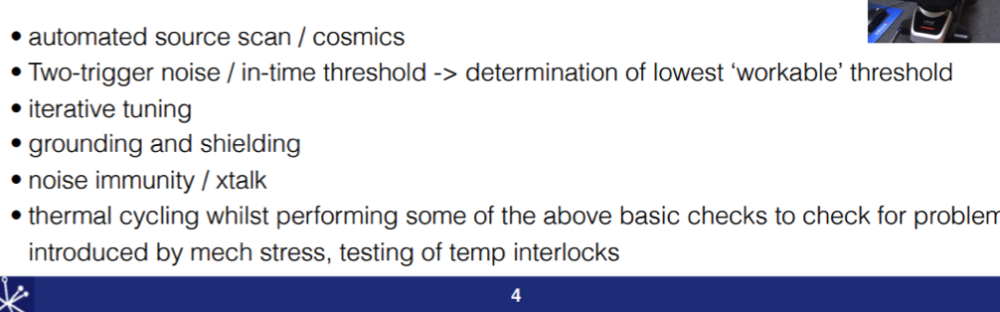 • automated source scan / cosmics
• Two-trigger noise / in-time threshold -> determination of lowest ‘workable’ threshold
• iterative tuning
• grounding and shielding
• noise immunity / xtalk
• thermal cycling whilst performing some of the above basic checks to check for problem
introduced by mech stress, testing of temp interlocks
4